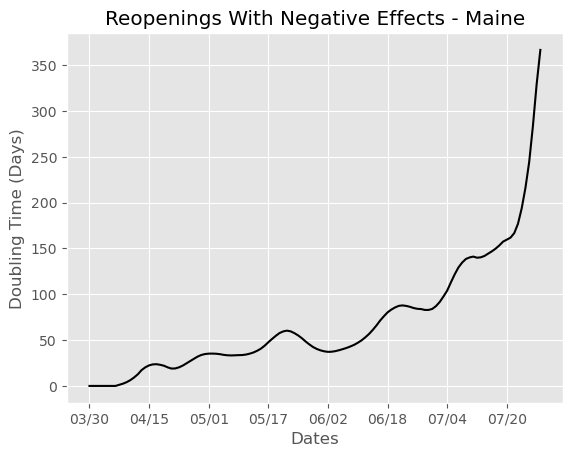 Reopenings With Negative Effects - Maine
350
300
250
200
150
100
50
0
Doubling Time (Days)
03/30 04/15 05/01 05/17 06/02 06/18 07/04 07/20
Dates